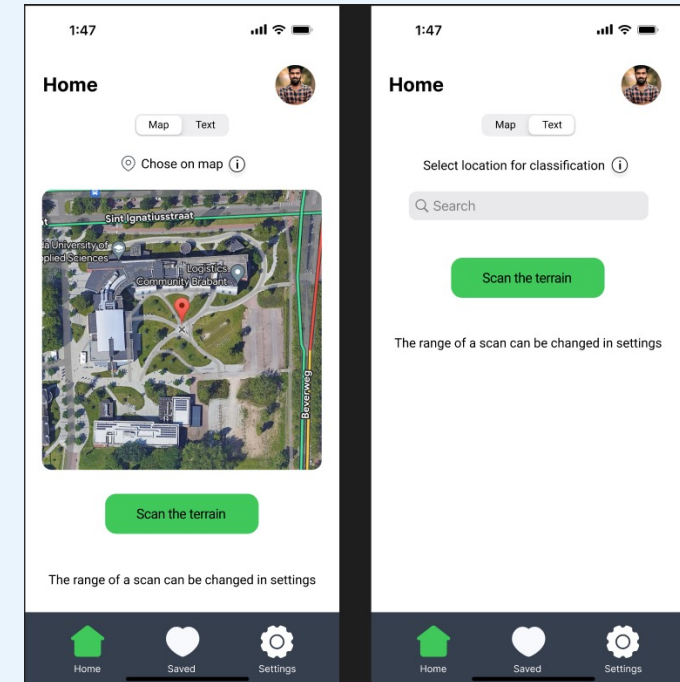 1:47
Home
Map Text
Chose on map
Sint Ignatiusstraat
da University of
plied Sciences
Logistics
Community Brabant
Beverweg
Scan the terrain
The range of a scan can be changed in settings
Home Saved Settings
1:47
Home
Map Text
Select location for classification
Search
Scan the terrain
The range of a scan can be changed in settings
Home Saved Settings